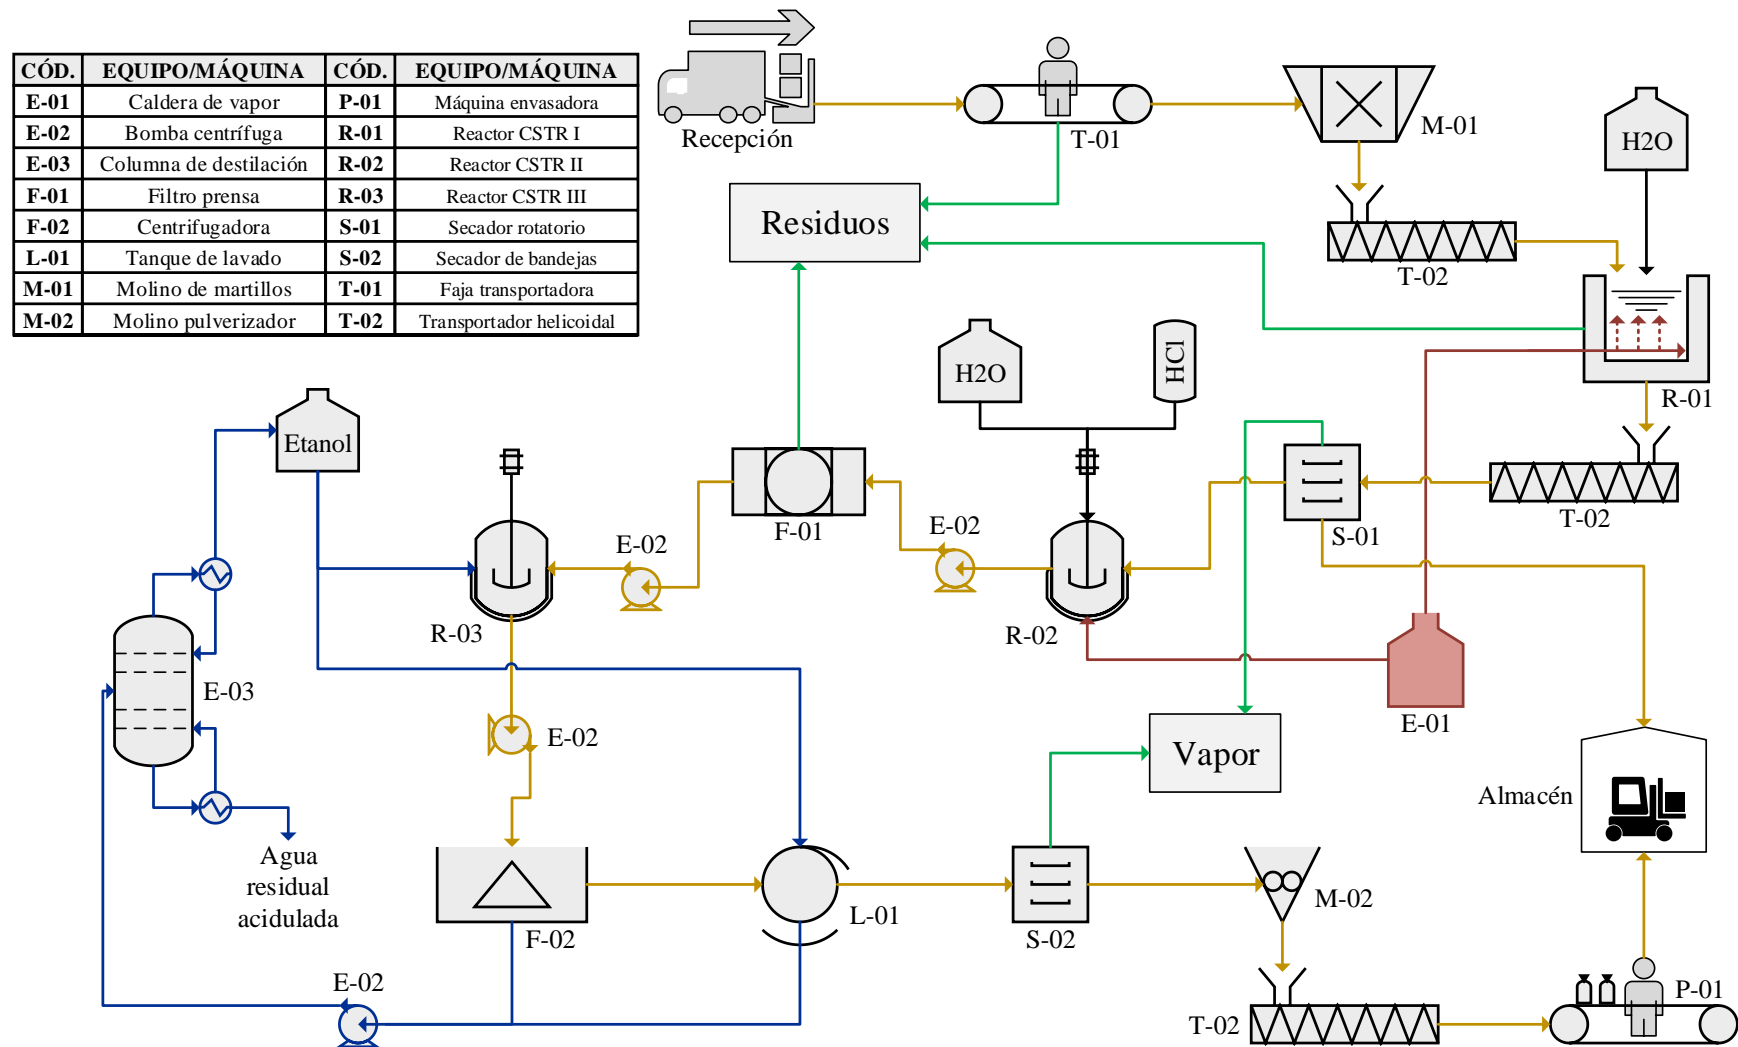 CÓD. EQUIPO/MÁQUINA CÓD. EQUIPO/MÁQUINA
E-01 Caldera de vapor P-01 Máquina envasadora
E-02 Bomba centrífuga R-01 Reactor CSTR I
E-03 Columna de destilación R-02 Reactor CSTR II
F-01 Filtro prensa R-03 Reactor CSTR III
F-02 Centrifugadora S-01 Secador rotatorio
L-01 Tanque de lavado S-02 Secador de bandejas
M-01 Molino de martillos T-01 Faja transportadora
M-02 Molino pulverizador T-02 Transportador helicoidal
Recepción
T-01
M-01
H2O
Residuos
T-02
R-01
H2O
HCl
Etanol
F-01
E-02
E-02
S-01
T-02
R-03
R-02
E-03
E-01
E-02
Vapor
Almacén
Agua
residual
acidulada
F-02
L-01
S-02
M-02
E-02
T-02
P-01